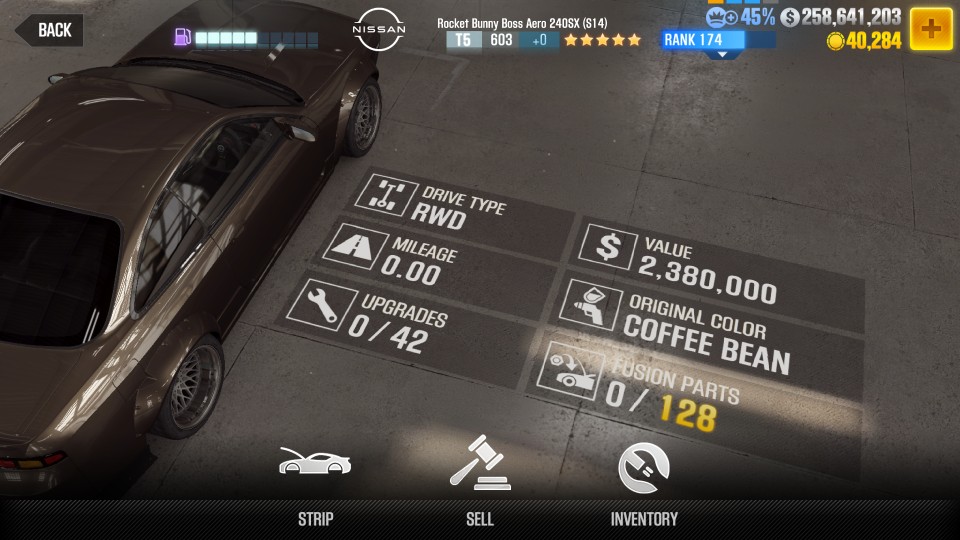 BACK
NISSAN
Rocket Bunny Boss Aero 240SX (S14)
T5 603 +0
45% $ 258,641,203
RANK 174
40,284
+
DRIVE TYPE
RWD
MILEAGE
0.00
UPGRADES
0/42
$ VALUE
2,380,000
ORIGINAL COLOR
COFFEE BEAN
FUSION PARTS
0/128
STRIP
SELL
INVENTORY